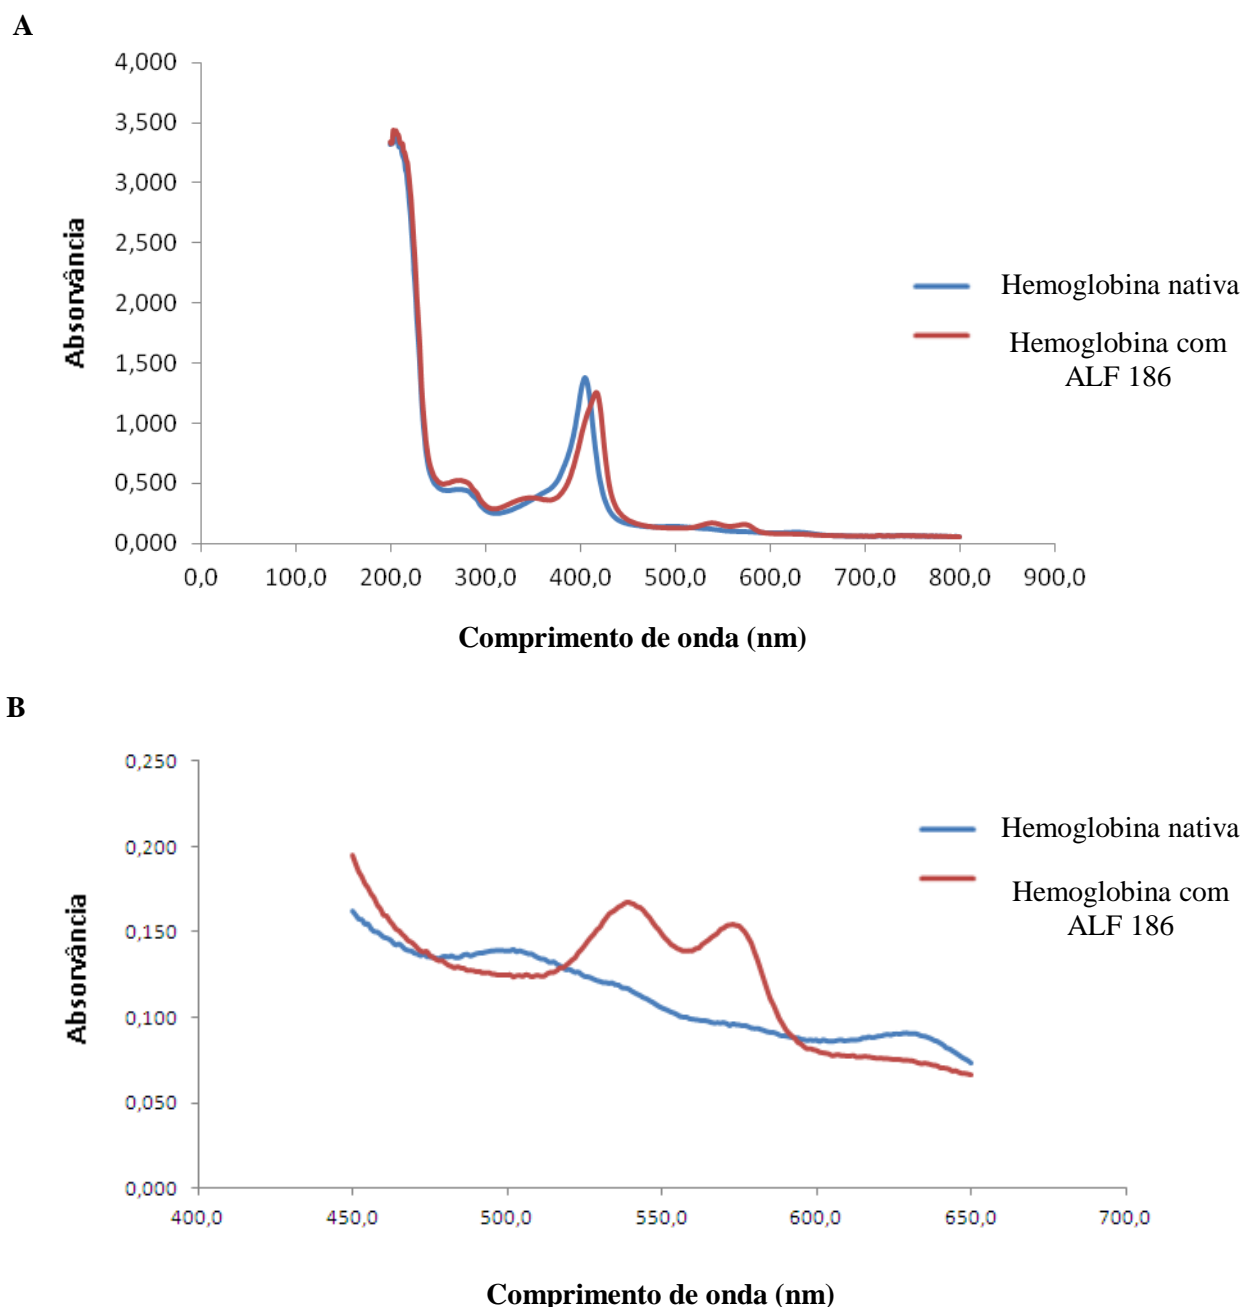 A
4,000
3,500
3,000
2,500
2,000
1,500
1,000
0,500
0,000
Absorvância
0,0 100,0 200,0 300,0 400,0 500,0 600,0 700,0 800,0 900,0
Comprimento de onda (nm)
Hemoglobina nativa
Hemoglobina com
ALF 186
B
0,250
0,200
0,150
0,100
0,050
0,000
Absorvância
400,0 450,0 500,0 550,0 600,0 650,0 700,0
Comprimento de onda (nm)
Hemoglobina nativa
Hemoglobina com
ALF 186